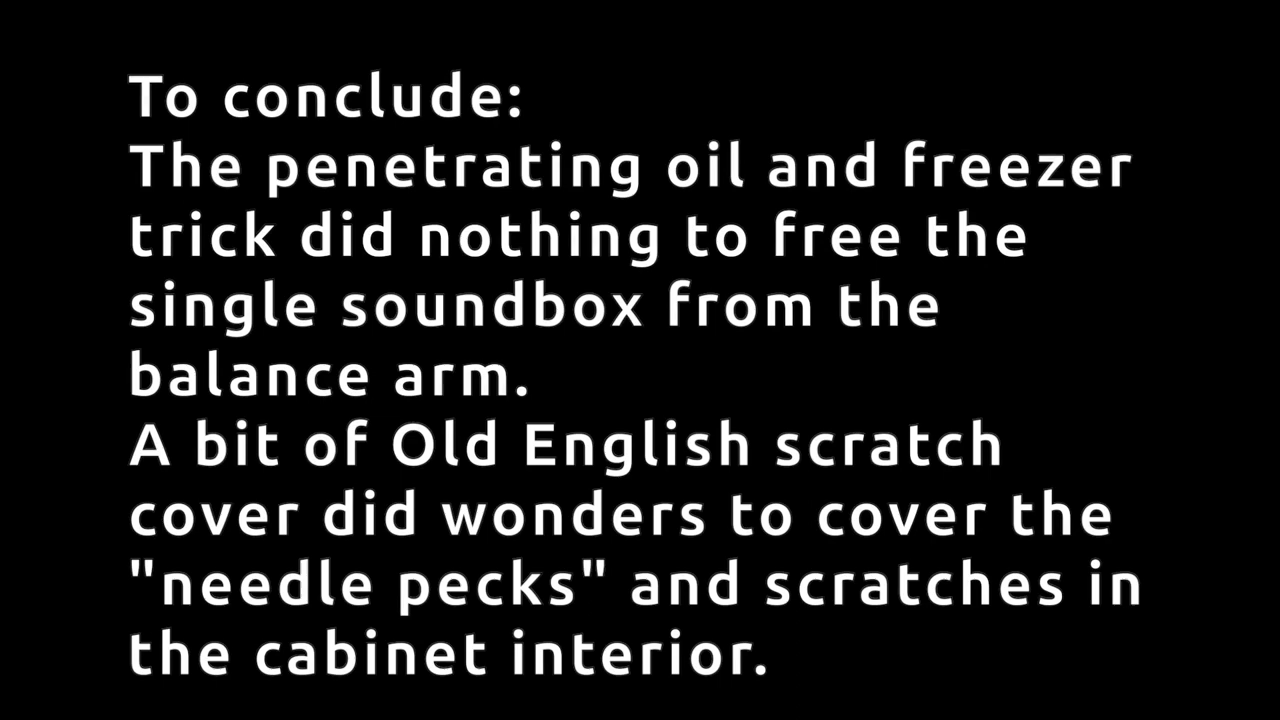 To conclude:
The penetrating oil and freezer
trick did nothing to free the
single soundbox from the
balance arm.
A bit of Old English scratch
cover did wonders to cover the
"needle pecks" and scratches in
the cabinet interior.